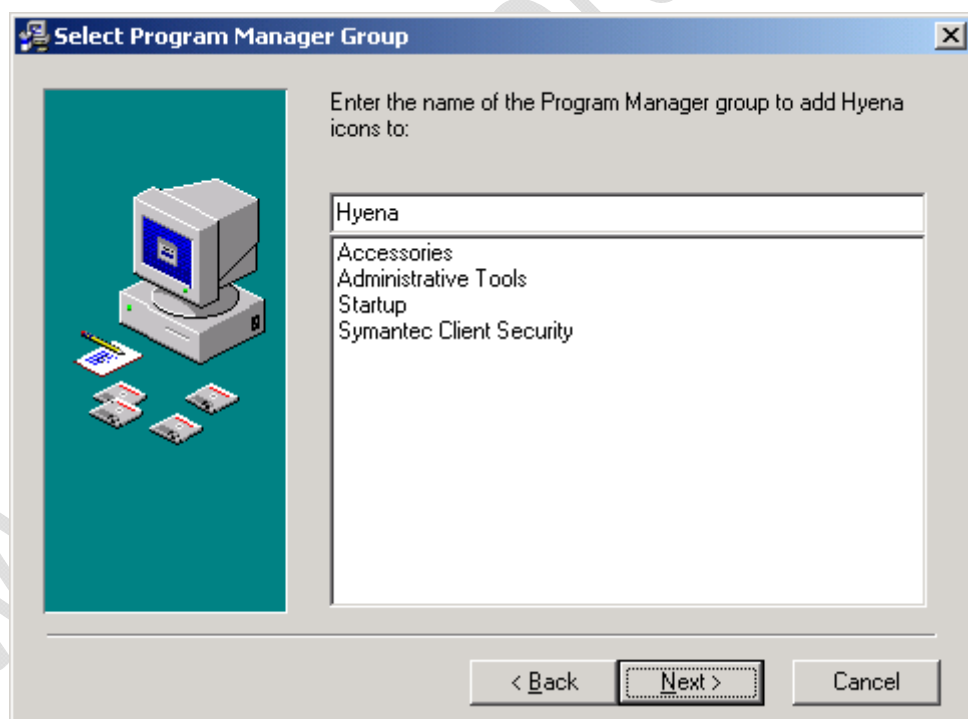 Select Program Manager Group
Enter the name of the Program Manager group to add Hyena
icons to:
Hyena
Accessories
Administrative Tools
Startup
Symantec Client Security
< Back
Next >
Cancel